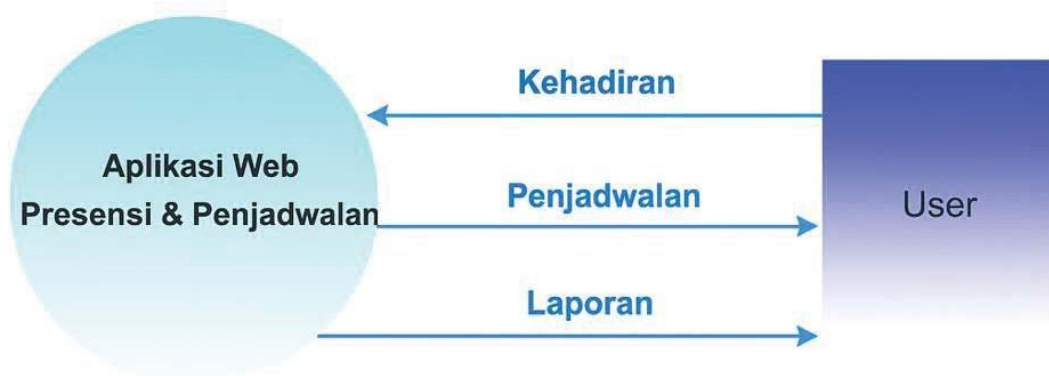 Kehadiran
Aplikasi Web
Presensi & Penjadwalan
Penjadwalan
User
Laporan